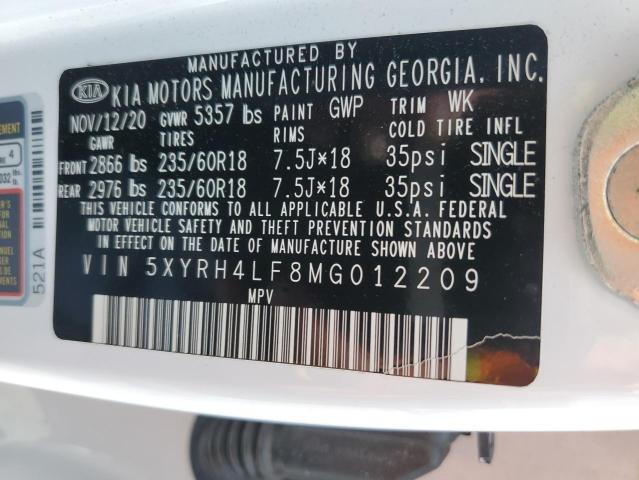 MANUFACTURED BY
KIA KIA MOTORS MANUFACTURING GEORGIA, INC.
NOV/12/20 GVWR 5357 lbs PAINT GWP TRIM WK
GAWR TIRES RIMS COLD TIRE INFL
FRONT 2866 lbs 235/60R18 7.5J×18 35psi SINGLE
REAR 2976 lbs 235/60R18 7.5J×18 35psi SINGLE
THIS VEHICLE CONFORMS TO ALL APPLICABLE U.S.A. FEDERAL
MOTOR VEHICLE SAFETY AND THEFT PREVENTION STANDARDS
IN EFFECT ON THE DATE OF MANUFACTURE SHOWN ABOVE.
VIN 5XYRH4LF8MG012209
MPV
521A